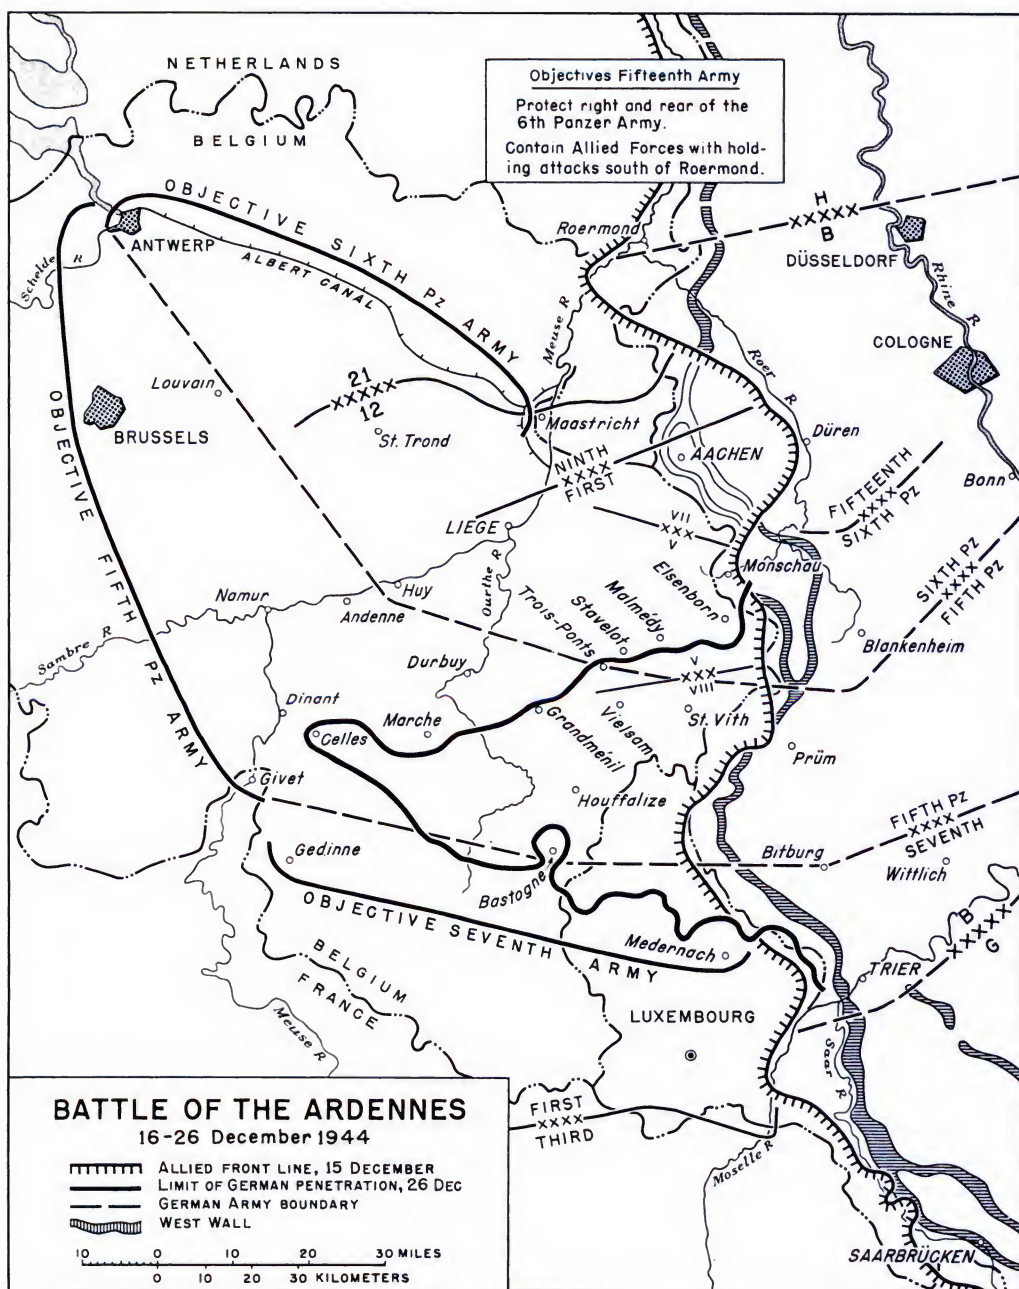 NETHERLANDS
BELGIUM
Objectives Fifteenth Army
Protect right and rear of the
6th Panzer Army.
Contain Allied Forces with hold-
ing attacks south of Roermond.
OBJECTIVE SIXTH Pz ARMY
ANTWERP
ALBERT CANAL
Schelde R
Roermond
H
XXXXX
B
DÜSSELDORF
Rhine R
COLOGNE
Meuse R
Roer R
Louvain
21
XXXXX
12
BRUSSELS
St. Trond
Maastricht
AACHEN
Düren
Bonn
NINTH
XXXX
FIRST
FIFTEENTH
XXXX
SIXTH Pz
OBJECTIVE FIFTH Pz ARMY
LIEGE
VII
XXX
V
Monschau
SIXTH Pz
XXXX
FIFTH Pz
Ourthe R
Elsenborn
Malmédy
Stavelot
Trois-Ponts
Namur
Huy
Andenne
Sambre R
Durbuy
Blankenheim
V
XXX
VIII
Dinant
Marche
Celles
Grandménil
Vielsam
St. Vith
Prüm
Givet
Houffalize
FIFTH Pz
XXXX
SEVENTH
Gedinne
Bastogne
Bitburg
Wittlich
OBJECTIVE SEVENTH ARMY
Medernach
B
XXXXX
G
TRIER
BELGIUM
FRANCE
Meuse R
LUXEMBOURG
Saar R
FIRST
XXXX
THIRD
Moselle R
SAARBRÜCKEN
BATTLE OF THE ARDENNES
16-26 December 1944
ALLIED FRONT LINE, 15 DECEMBER
LIMIT OF GERMAN PENETRATION, 26 DEC
GERMAN ARMY BOUNDARY
WEST WALL
10 0 10 20 30 MILES
0 10 20 30 KILOMETERS